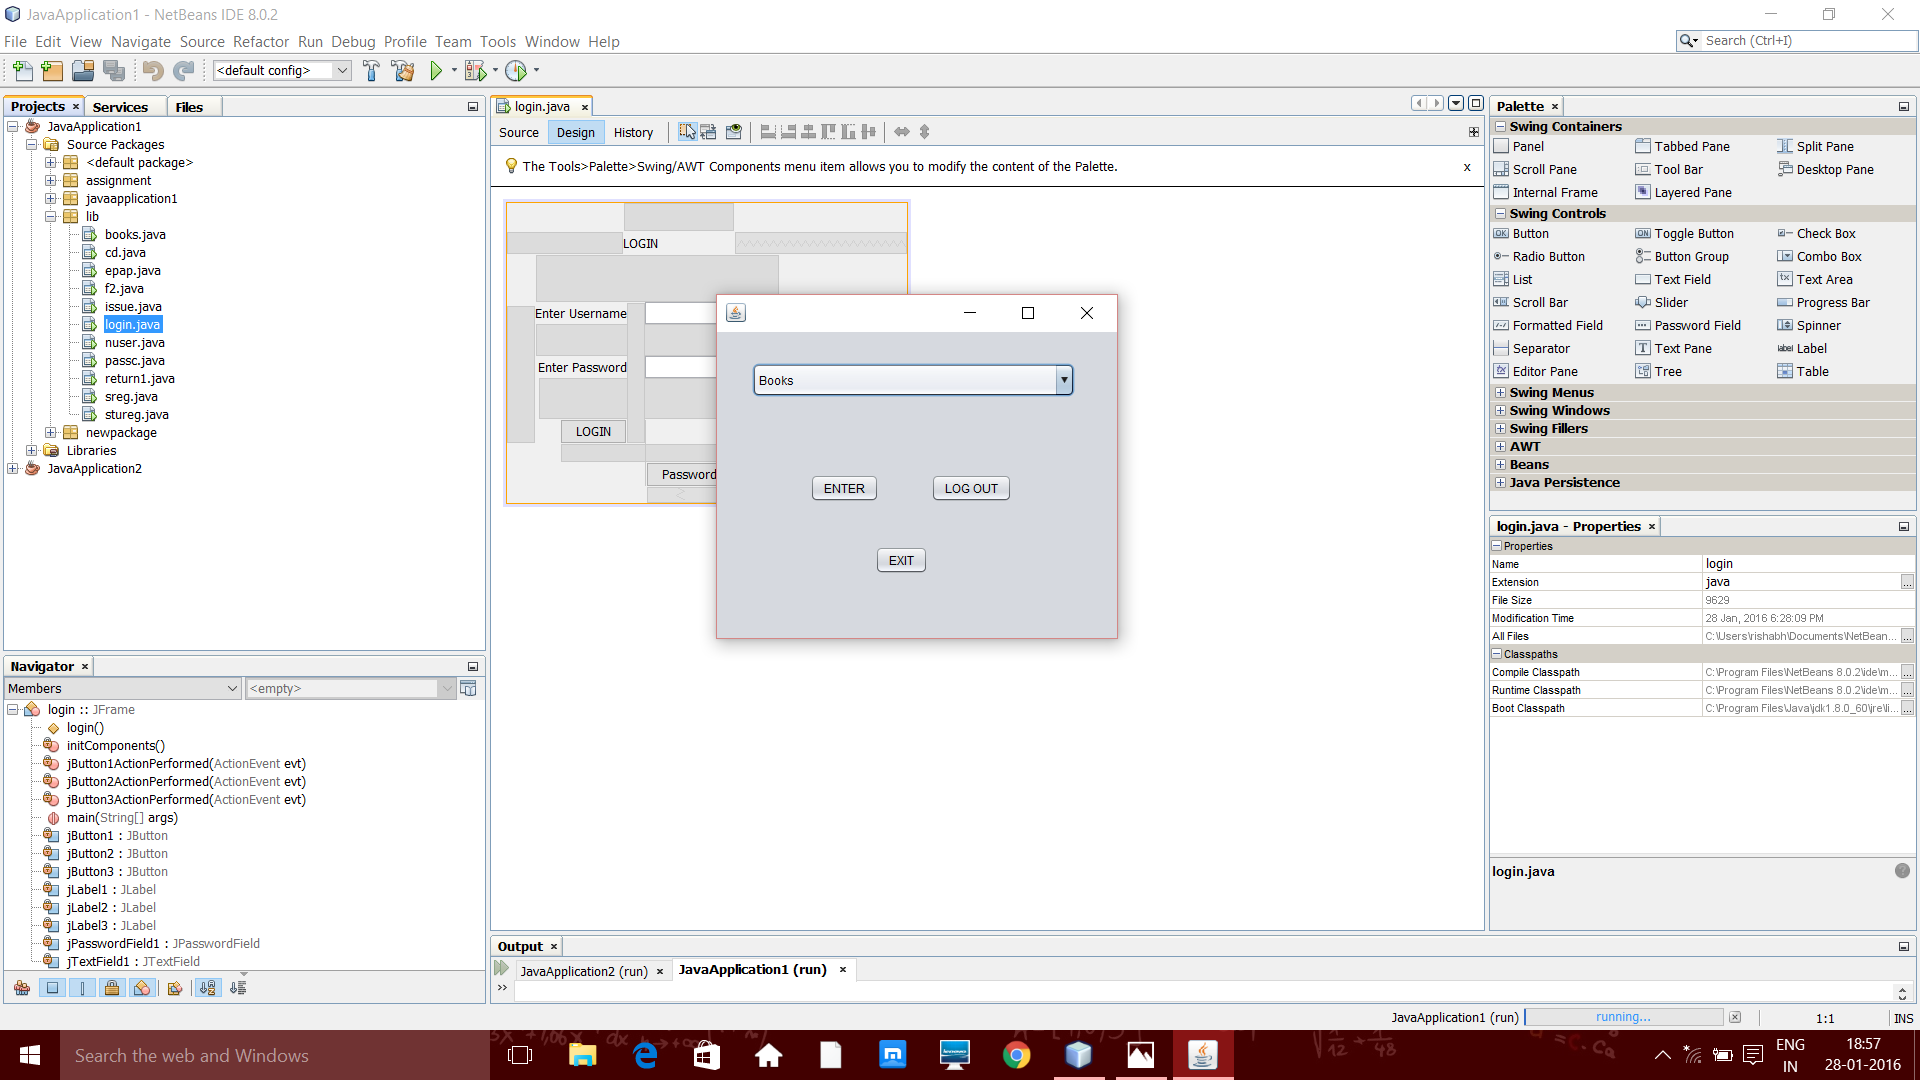 JavaApplication1 - NetBeans IDE 8.0.2
File Edit View Navigate Source Refactor Run Debug Profile Team Tools Window Help
Search (Ctrl+I)
<default config>
Projects × Services Files
JavaApplication1
Source Packages
<default package>
assignment
javaapplication1
lib
books.java
cd.java
epap.java
f2.java
issue.java
login.java
nuser.java
passc.java
return1.java
sreg.java
stureg.java
newpackage
Libraries
JavaApplication2
Navigator ×
Members <empty>
login :: JFrame
login()
initComponents()
jButton1ActionPerformed(ActionEvent evt)
jButton2ActionPerformed(ActionEvent evt)
jButton3ActionPerformed(ActionEvent evt)
main(String[] args)
jButton1 : JButton
jButton2 : JButton
jButton3 : JButton
jLabel1 : JLabel
jLabel2 : JLabel
jLabel3 : JLabel
jPasswordField1 : JPasswordField
jTextField1 : JTextField
login.java ×
Source Design History
The Tools>Palette>Swing/AWT Components menu item allows you to modify the content of the Palette. x
LOGIN
Enter Username
Enter Password
LOGIN
Password
Books
ENTER LOG OUT
EXIT
Palette ×
Swing Containers
Panel Tabbed Pane Split Pane
Scroll Pane Tool Bar Desktop Pane
Internal Frame Layered Pane
Swing Controls
Button Toggle Button Check Box
Radio Button Button Group Combo Box
List Text Field Text Area
Scroll Bar Slider Progress Bar
Formatted Field Password Field Spinner
Separator Text Pane Label
Editor Pane Tree Table
Swing Menus
Swing Windows
Swing Fillers
AWT
Beans
Java Persistence
login.java - Properties ×
Properties
Name login
Extension java
File Size 9629
Modification Time 28 Jan, 2016 6:28:09 PM
All Files C:\Users\rishabh\Documents\NetBean...
Classpaths
Compile Classpath C:\Program Files\NetBeans 8.0.2\ide\m...
Runtime Classpath C:\Program Files\NetBeans 8.0.2\ide\m...
Boot Classpath C:\Program Files\Java\jdk1.8.0_60\jre\li...
login.java
Output ×
JavaApplication2 (run) × JavaApplication1 (run) ×
JavaApplication1 (run) running... 1:1 INS
Search the web and Windows
ENG
IN
18:57
28-01-2016